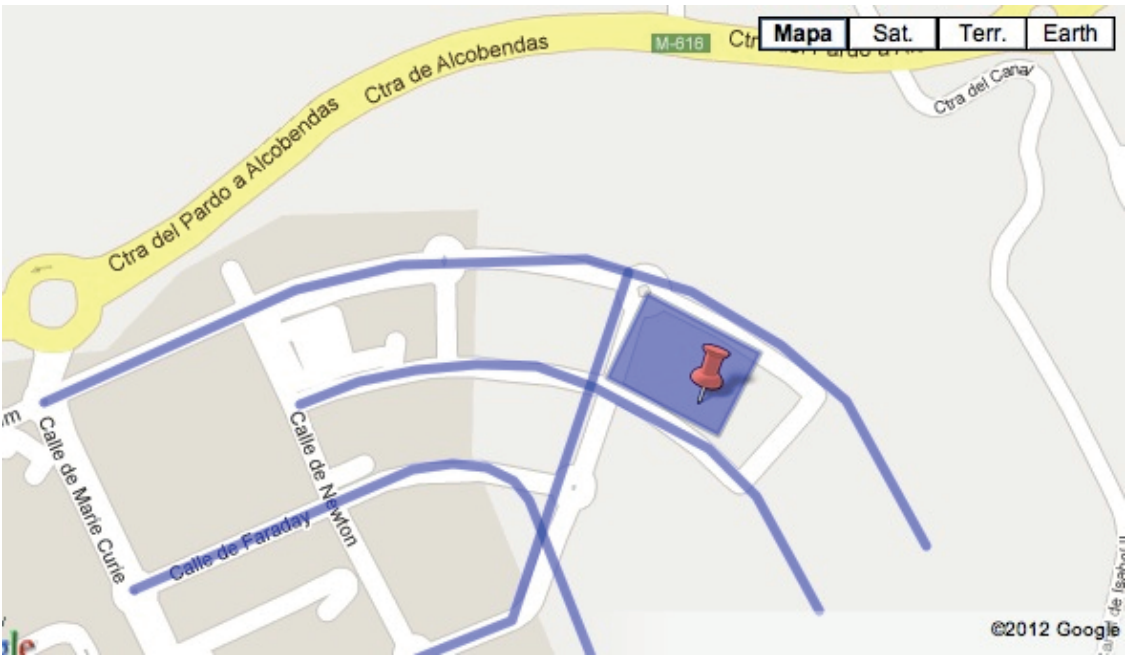 Mapa
Sat.
Terr.
Earth
M-616
Ctra de Alcobendas
Ctra del Pardo a Alcobendas
Ctra del Canal
Calle de Marie Curie
Calle de Newton
Calle de Faraday
©2012 Google